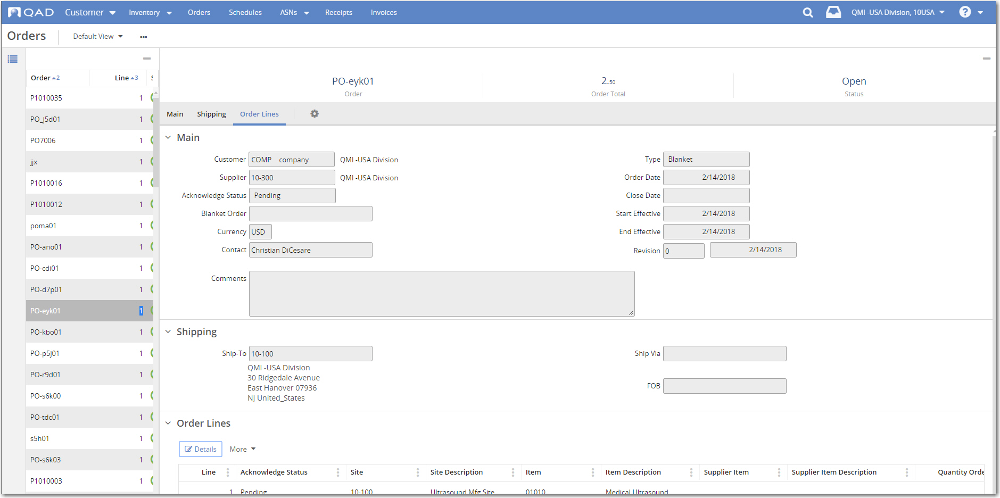 QAD Customer Inventory Orders Schedules ASNs Receipts Invoices QMI -USA Division, 10USA ?
Orders Default View ...
Order 2 Line 3
P1010035 1
PO_j5d01 1
PO7006 1
jjx 1
P1010016 1
P1010012 1
poma01 1
PO-ano01 1
PO-cdi01 1
PO-d7p01 1
PO-eyk01 1
PO-kbo01 1
PO-p5j01 1
PO-r9d01 1
PO-s6k00 1
PO-tdc01 1
s5h01 1
PO-s6k03 1
P1010003 1
PO-eyk01 2.50 Open
Order Order Total Status
Main Shipping Order Lines
Main
Customer COMP company QMI -USA Division Type Blanket
Supplier 10-300 QMI -USA Division Order Date 2/14/2018
Acknowledge Status Pending Close Date
Blanket Order Start Effective 2/14/2018
Currency USD End Effective 2/14/2018
Contact Christian DiCesare Revision 0 2/14/2018
Comments
Shipping
Ship-To 10-100 Ship Via
QMI -USA Division
30 Ridgedale Avenue
East Hanover 07936 FOB
NJ United_States
Order Lines
Details More
Line Acknowledge Status Site Site Description Item Item Description Supplier Item Supplier Item Description Quantity Orde
1 Pending 10-100 Ultrasound Mfg Site 01010 Medical Ultrasound